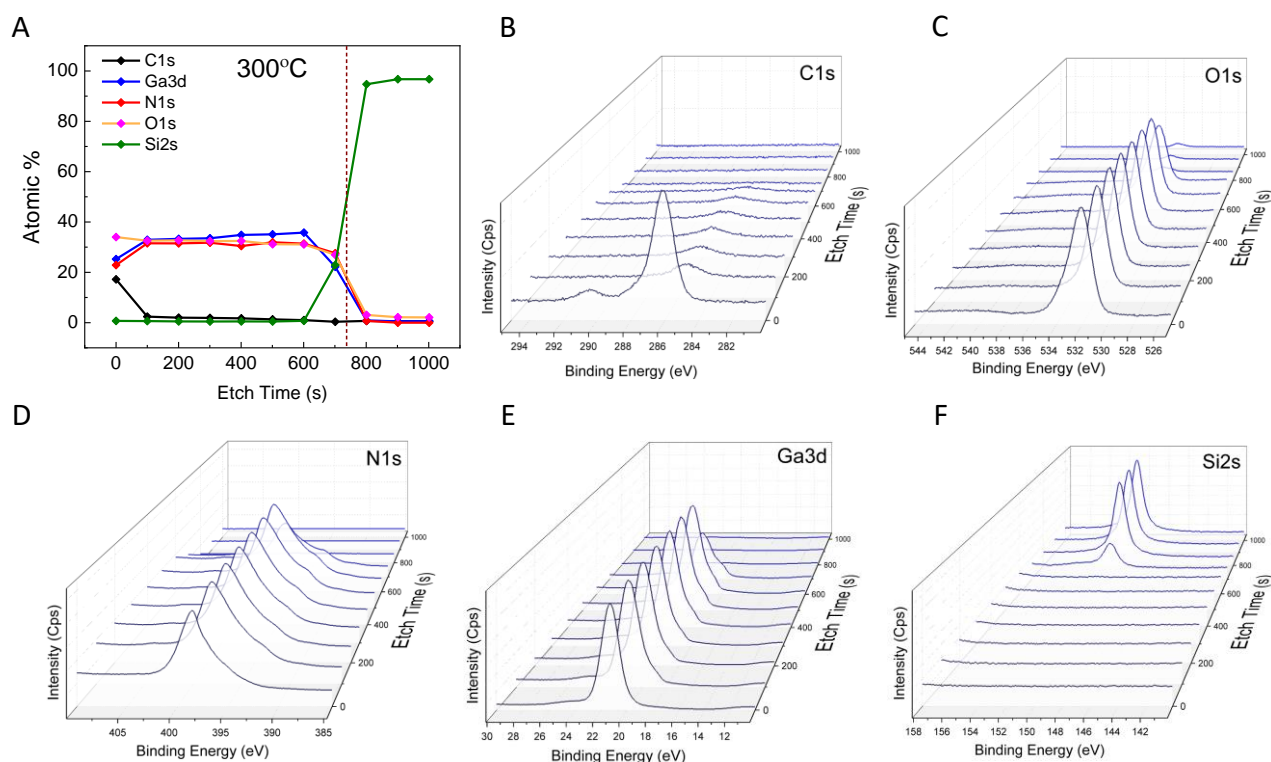 A
C1s
Ga3d
N1s
O1s
Si2s
300°C
Atomic %
100
80
60
40
20
0
0 200 400 600 800 1000
Etch Time (s)
B
C1s
Intensity (Cps)
294 292 290 288 286 284 282
Binding Energy (eV)
0
200
400
600
800
1000
Etch Time (s)
C
O1s
Intensity (Cps)
544 542 540 538 536 534 532 530 528 526
Binding Energy (eV)
0
200
400
600
800
1000
Etch Time (s)
D
N1s
Intensity (Cps)
405 400 395 390 385
Binding Energy (eV)
0
200
400
600
800
1000
Etch Time (s)
E
Ga3d
Intensity (Cps)
30 28 26 24 22 20 18 16 14 12
Binding Energy (eV)
0
200
400
600
800
1000
Etch Time (s)
F
Si2s
Intensity (Cps)
158 156 154 152 150 148 146 144 142
Binding Energy (eV)
0
200
400
600
800
1000
Etch Time (s)